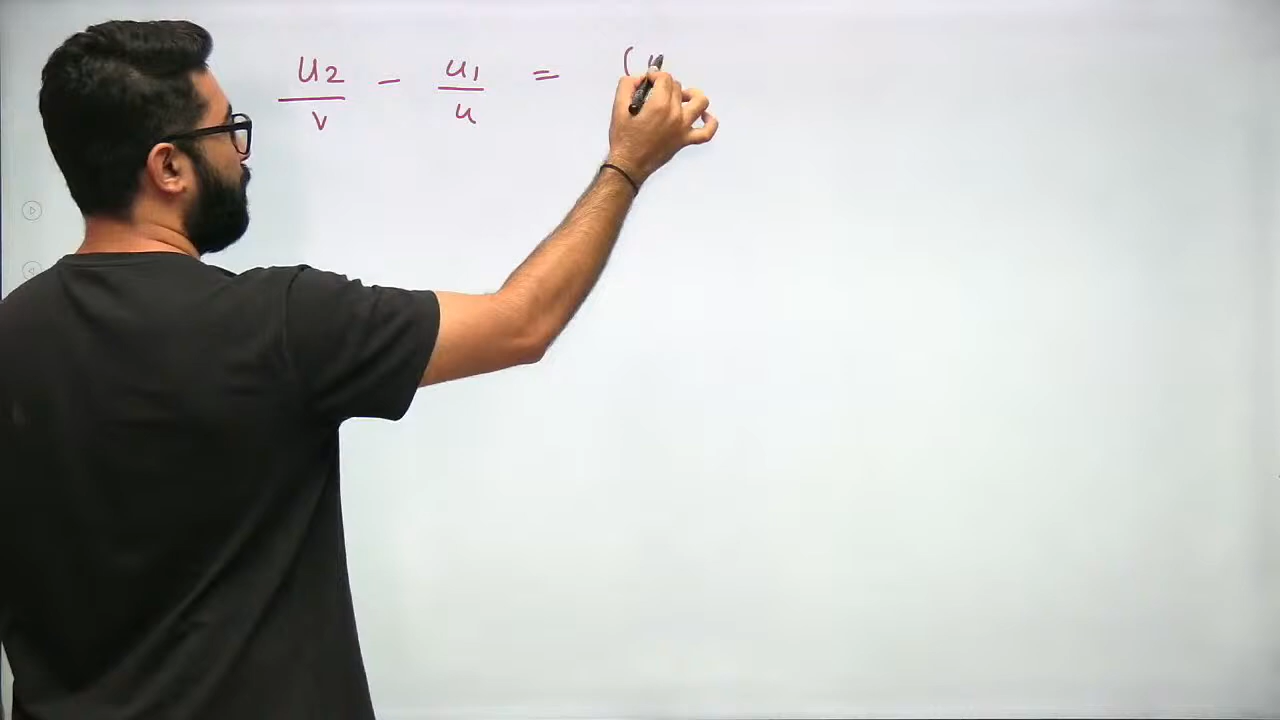 u2/v - u1/u = (u